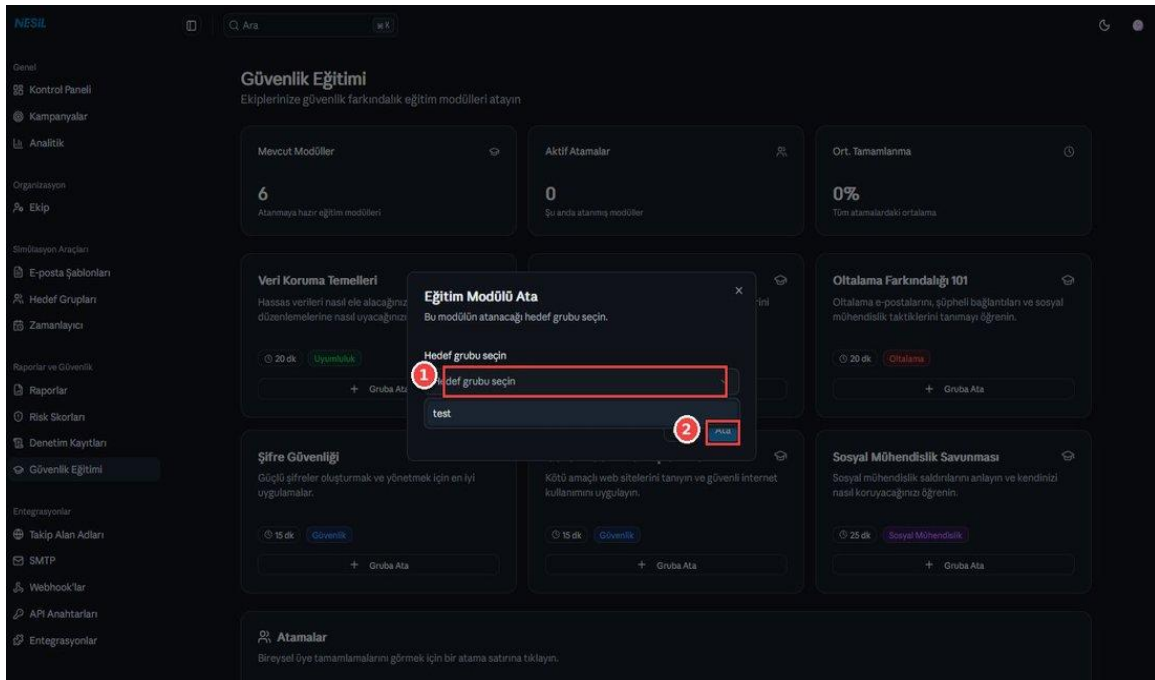 NESİL
Ara
⌘ K
Genel
Kontrol Paneli
Kampanyalar
Analitik
Organizasyon
Ekip
Simülasyon Araçları
E-posta Şablonları
Hedef Grupları
Zamanlayıcı
Raporlar ve Güvenlik
Raporlar
Risk Skorları
Denetim Kayıtları
Güvenlik Eğitimi
Entegrasyonlar
Takip Alan Adları
SMTP
Webhook'lar
API Anahtarları
Entegrasyonlar
Güvenlik Eğitimi
Ekiplerinize güvenlik farkındalık eğitim modülleri atayın
Mevcut Modüller
6
Atanmaya hazır eğitim modülleri
Aktif Atamalar
0
Şu anda atanmış modüller
Ort. Tamamlanma
0%
Tüm atamalardaki ortalama
Veri Koruma Temelleri
Hassas verileri nasıl ele alacağınız
düzenlemelerine nasıl uyacağınızı
20 dk Uyumluluk
+ Gruba Ata
Eğitim Modülü Ata
Bu modülün atanacağı hedef grubu seçin.
Hedef grubu seçin
1
Hedef grubu seçin
test
2
Ata
Oltalama Farkındalığı 101
Oltalama e-postalarını, şüpheli bağlantıları ve sosyal
mühendislik taktiklerini tanımayı öğrenin.
20 dk Oltalama
+ Gruba Ata
Şifre Güvenliği
Güçlü şifreler oluşturmak ve yönetmek için en iyi
uygulamalar.
15 dk Güvenlik
+ Gruba Ata
Kötü amaçlı web sitelerini tanıyın ve güvenli internet
kullanımını uygulayın.
15 dk Güvenlik
+ Gruba Ata
Sosyal Mühendislik Savunması
Sosyal mühendislik saldırılarını anlayın ve kendinizi
nasıl koruyacağınızı öğrenin.
25 dk Sosyal Mühendislik
+ Gruba Ata
Atamalar
Bireysel üye tamamlamalarını görmek için bir atama satırına tıklayın.